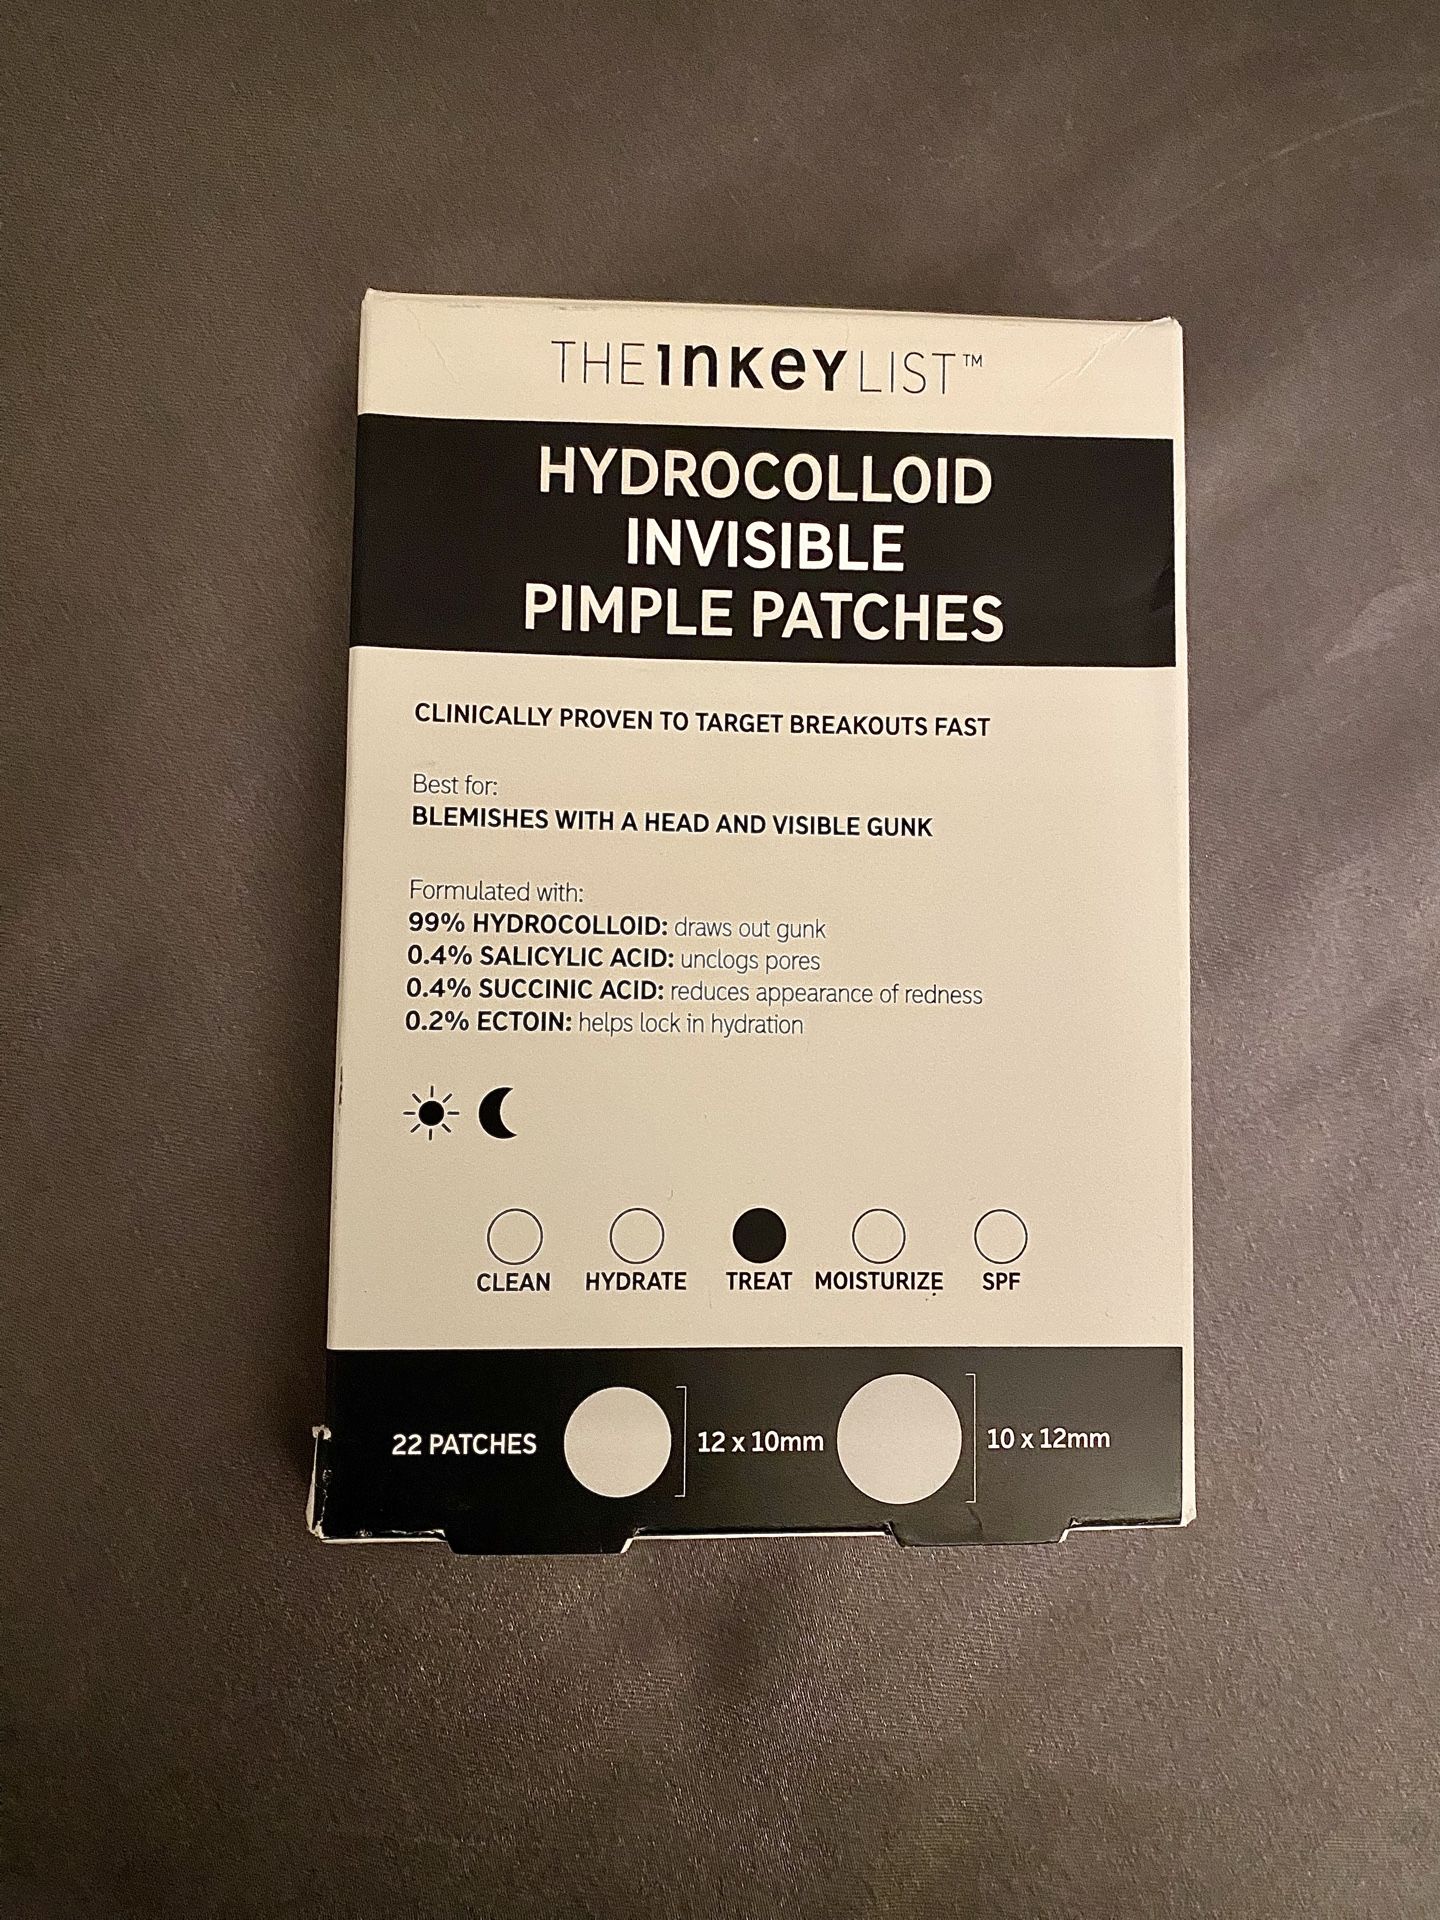 THE INKEY LIST™
HYDROCOLLOID
INVISIBLE
PIMPLE PATCHES
CLINICALLY PROVEN TO TARGET BREAKOUTS FAST
Best for:
BLEMISHES WITH A HEAD AND VISIBLE GUNK
Formulated with:
99% HYDROCOLLOID: draws out gunk
0.4% SALICYLIC ACID: unclogs pores
0.4% SUCCINIC ACID: reduces appearance of redness
0.2% ECTOIN: helps lock in hydration
CLEAN HYDRATE TREAT MOISTURIZE SPF
22 PATCHES 12 x 10mm 10 x 12mm